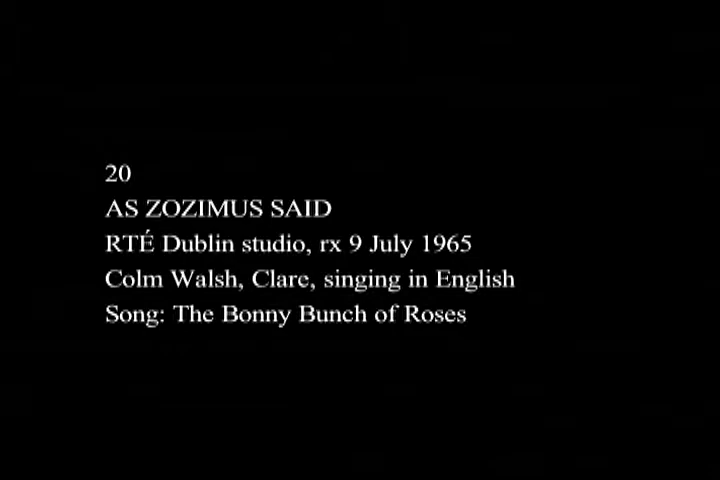 20
AS ZOZIMUS SAID
RTÉ Dublin studio, rx 9 July 1965
Colm Walsh, Clare, singing in English
Song: The Bonny Bunch of Roses